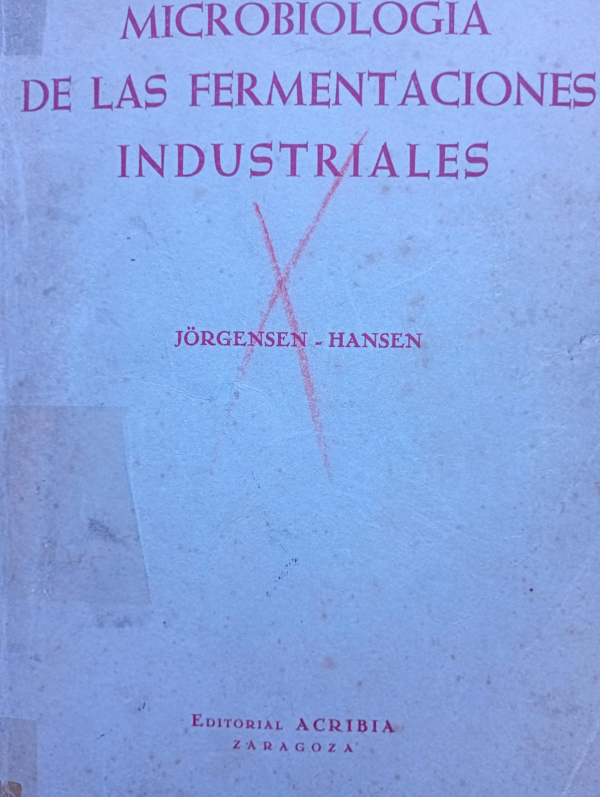 MICROBIOLOGIA
DE LAS FERMENTACIONES
INDUSTRIALES
JÖRGENSEN - HANSEN
EDITORIAL ACRIBIA
ZARAGOZA